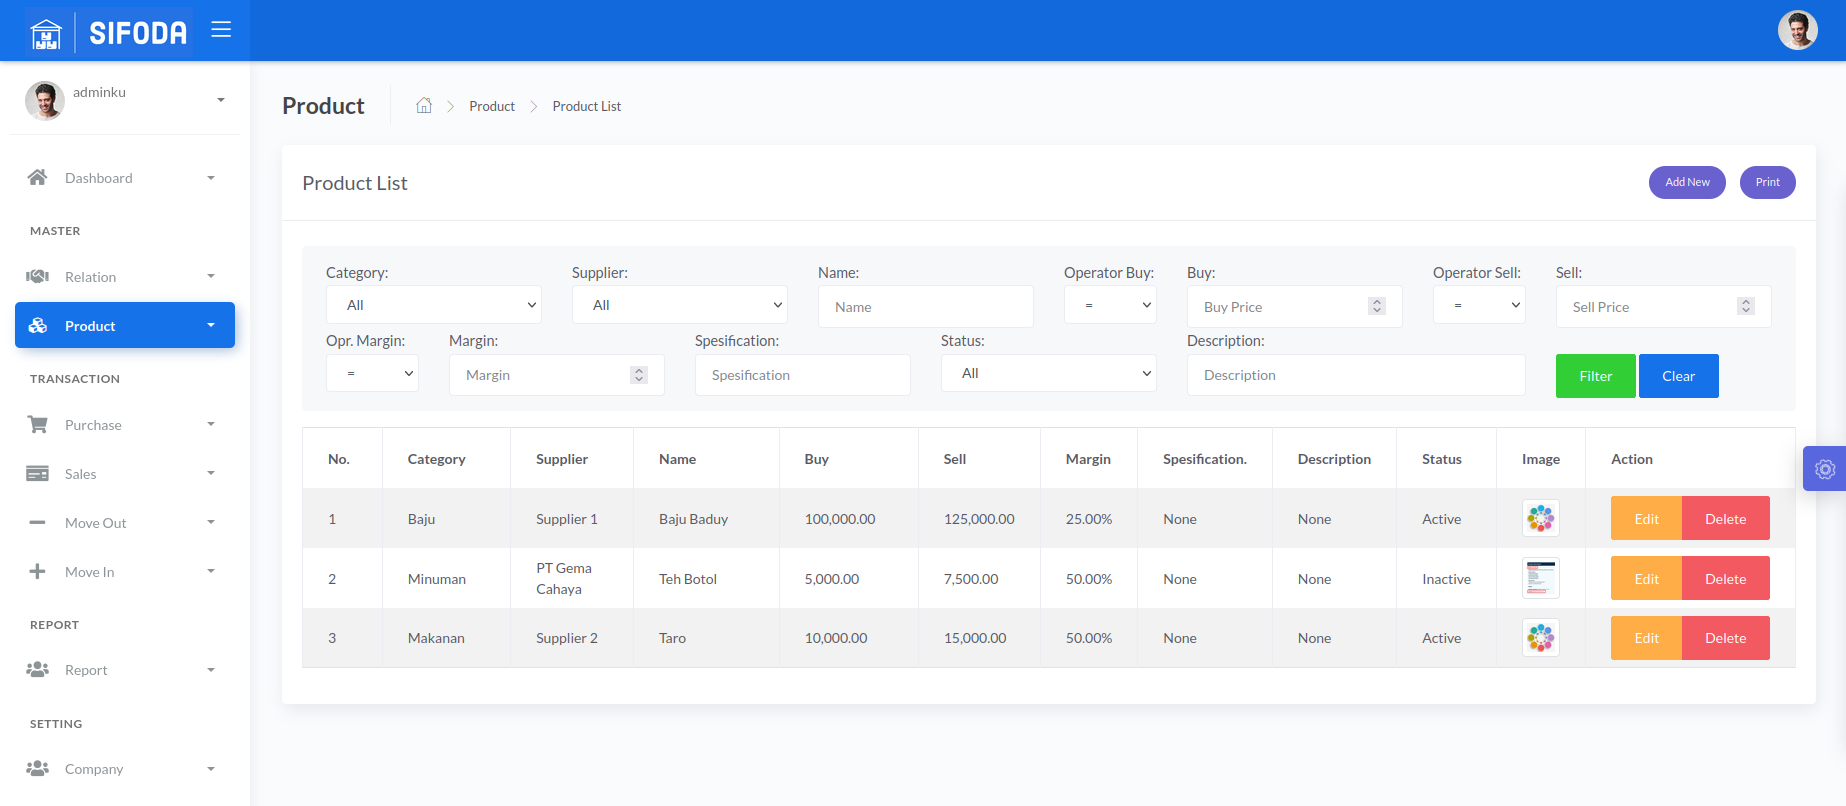 SIFODA
adminku
Dashboard
MASTER
Relation
Product
TRANSACTION
Purchase
Sales
Move Out
Move In
REPORT
Report
SETTING
Company
Product
Product
Product List
Product List
Add New
Print
Category: Supplier: Name: Operator Buy: Buy: Operator Sell: Sell:
All All Name = Buy Price = Sell Price
Opr. Margin: Margin: Spesification: Status: Description:
= Margin Spesification All Description Filter Clear
No. Category Supplier Name Buy Sell Margin Spesification. Description Status Image Action
1 Baju Supplier 1 Baju Baduy 100,000.00 125,000.00 25.00% None None Active Edit Delete
2 Minuman PT Gema Cahaya Teh Botol 5,000.00 7,500.00 50.00% None None Inactive Edit Delete
3 Makanan Supplier 2 Taro 10,000.00 15,000.00 50.00% None None Active Edit Delete